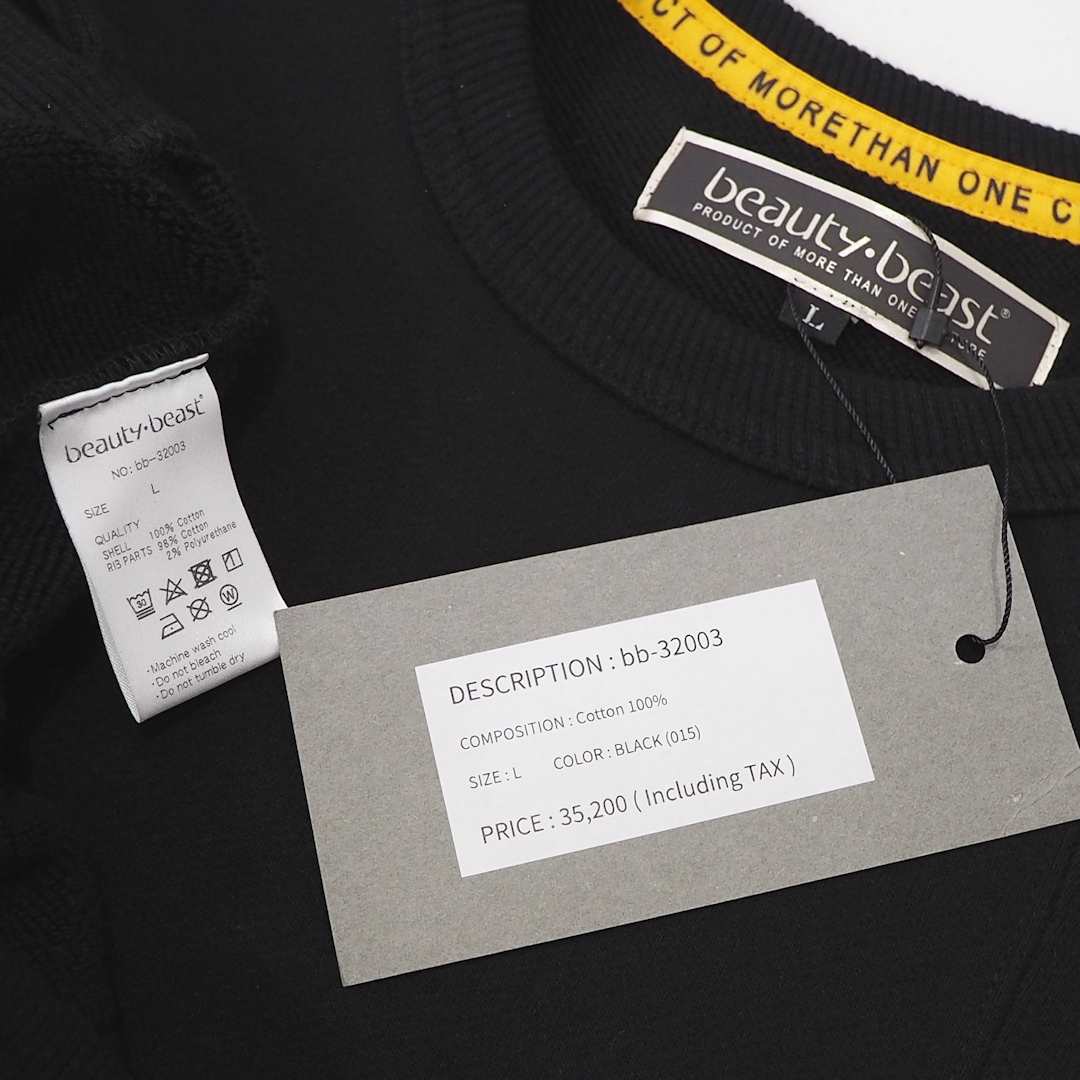 CT OF MORETHAN ONE C
beauty·beast®
PRODUCT OF MORE THAN ONE
L
beauty·beast®
NO: bb-32003
SIZE L
QUALITY
SHELL 100% Cotton
RIB PARTS 98% Cotton
2% Polyurethane
30
W
·Machine wash cool
·Do not bleach
·Do not tumble dry
DESCRIPTION : bb-32003
COMPOSITION : Cotton 100%
SIZE : L COLOR : BLACK (015)
PRICE : 35,200 ( Including TAX )